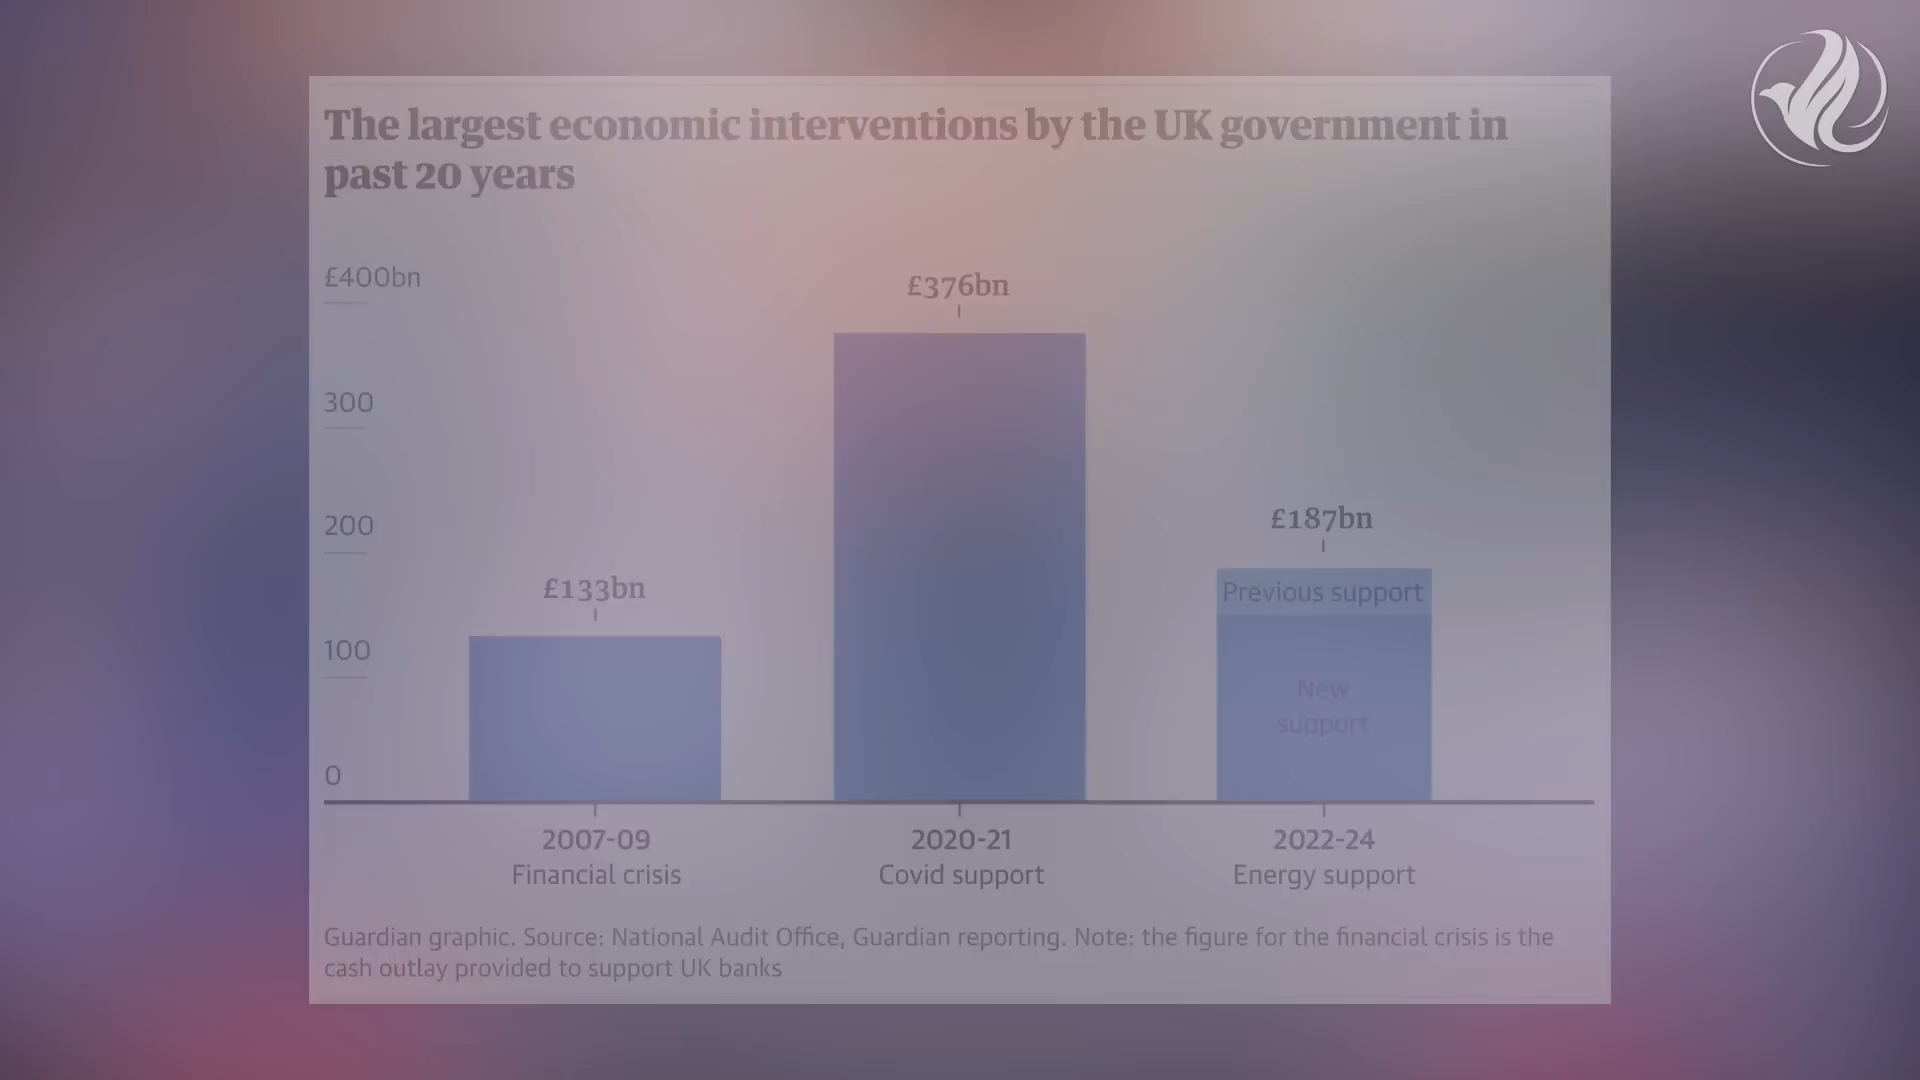 The largest economic interventions by the UK government in
past 20 years
£400bn
300
200
100
0
£133bn
£376bn
£187bn
Previous support
New
support
2007-09
Financial crisis
2020-21
Covid support
2022-24
Energy support
Guardian graphic. Source: National Audit Office, Guardian reporting. Note: the figure for the financial crisis is the
cash outlay provided to support UK banks